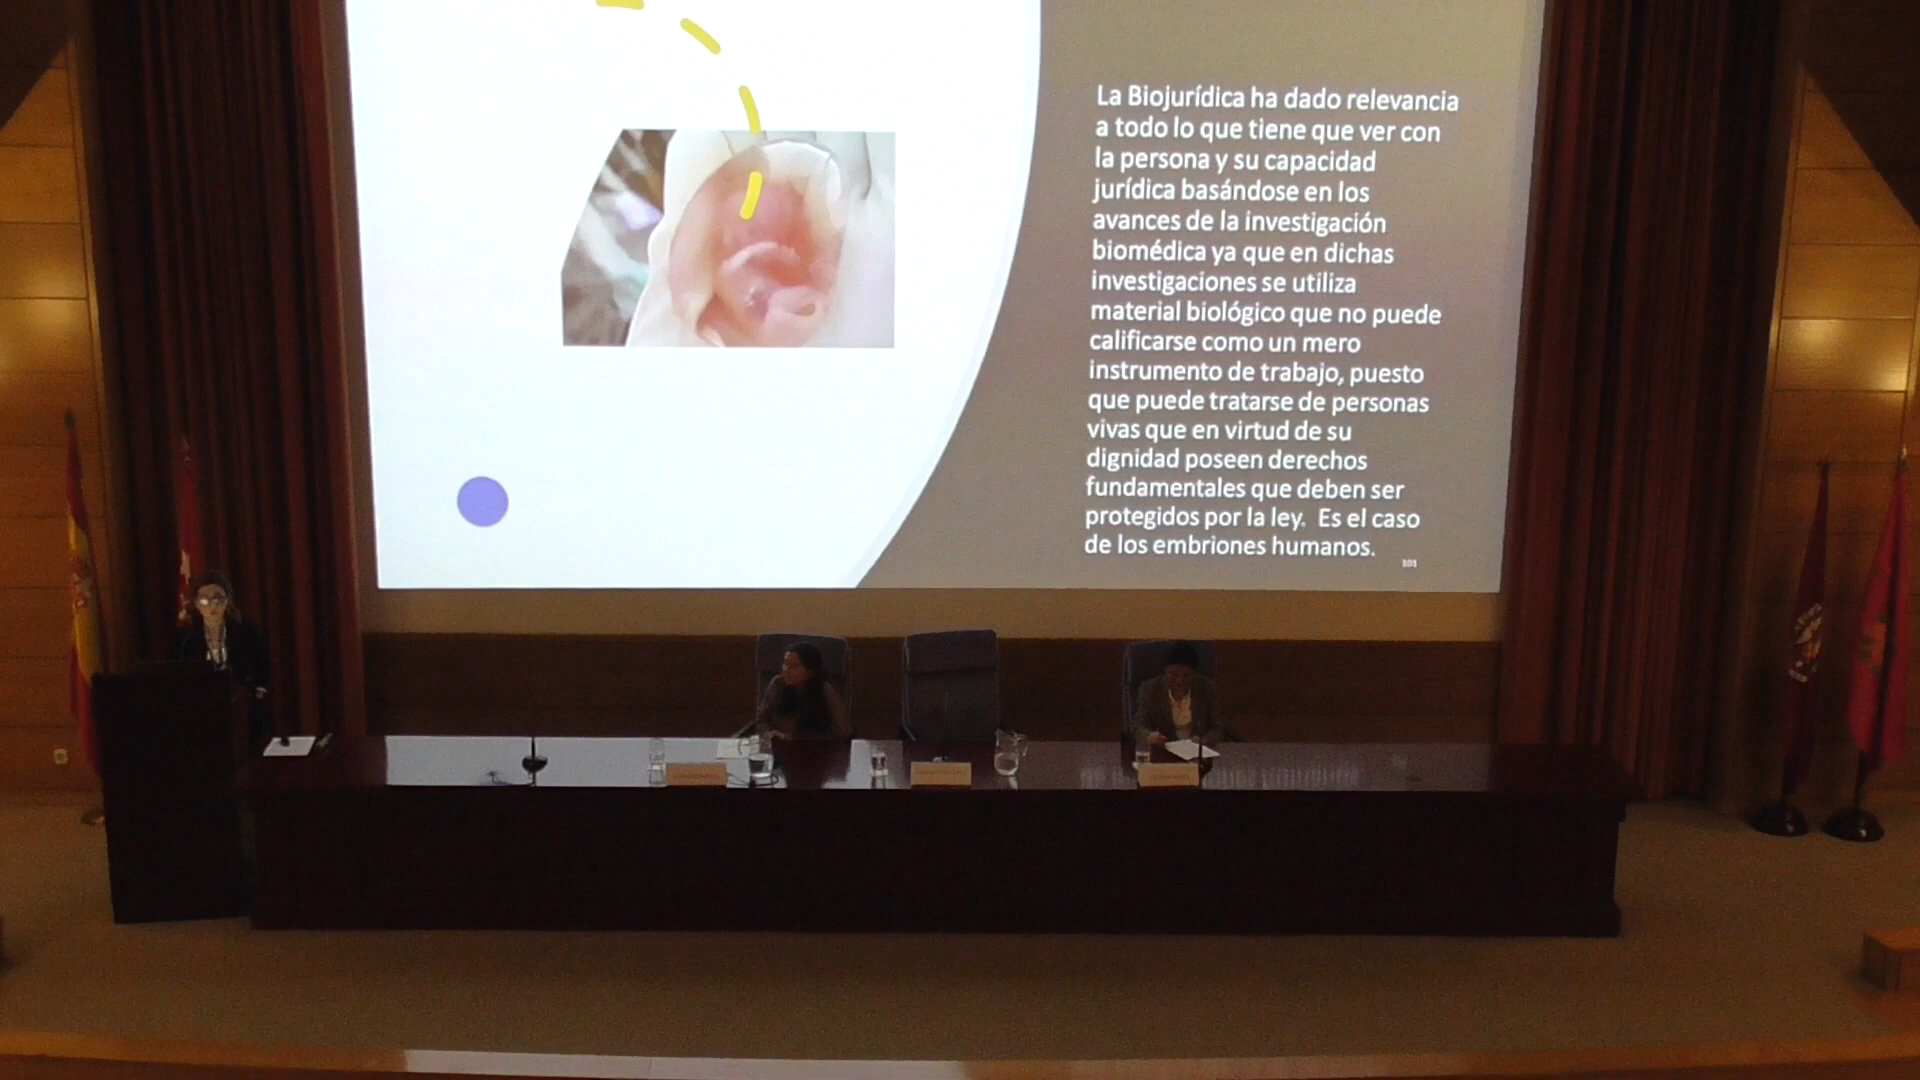 La Biojurídica ha dado relevancia
a todo lo que tiene que ver con
la persona y su capacidad
jurídica basándose en los
avances de la investigación
biomédica ya que en dichas
investigaciones se utiliza
material biológico que no puede
calificarse como un mero
instrumento de trabajo, puesto
que puede tratarse de personas
vivas que en virtud de su
dignidad poseen derechos
fundamentales que deben ser
protegidos por la ley.  Es el caso
de los embriones humanos.
101